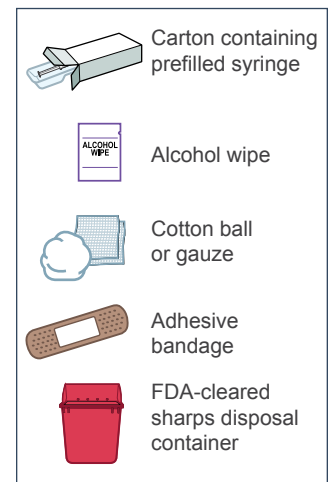 Carton containing
prefilled syringe
ALCOHOL
WIPE
Alcohol wipe
Cotton ball
or gauze
Adhesive
bandage
FDA-cleared
sharps disposal
container